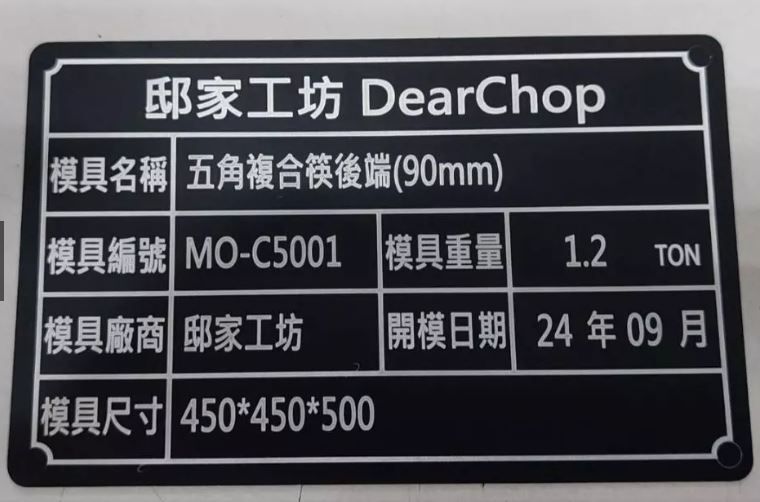 邸家工坊 DearChop
模具名稱 五角複合筷後端(90mm)
模具編號 MO-C5001 模具重量 1.2 TON
模具廠商 邸家工坊 開模日期 24 年 09 月
模具尺寸 450*450*500